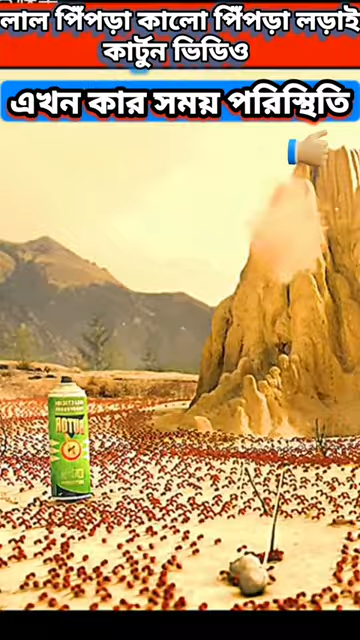 লাল পিঁপড়া কালো পিঁপড়া লড়াই
কার্টুন ভিডিও
এখন কার সময় পরিস্থিতি